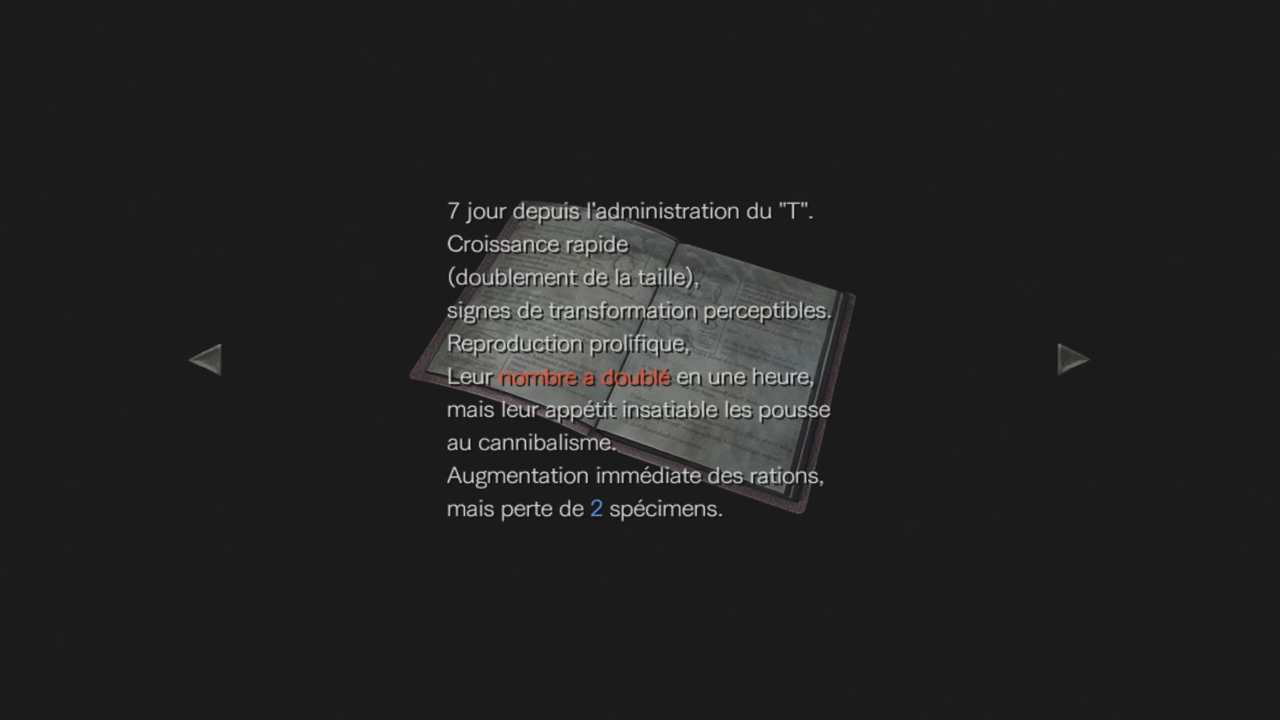 7 jour depuis l'administration du "T".
Croissance rapide
(doublement de la taille),
signes de transformation perceptibles.
Reproduction prolifique,
Leur nombre a doublé en une heure,
mais leur appétit insatiable les pousse
au cannibalisme.
Augmentation immédiate des rations,
mais perte de 2 spécimens.